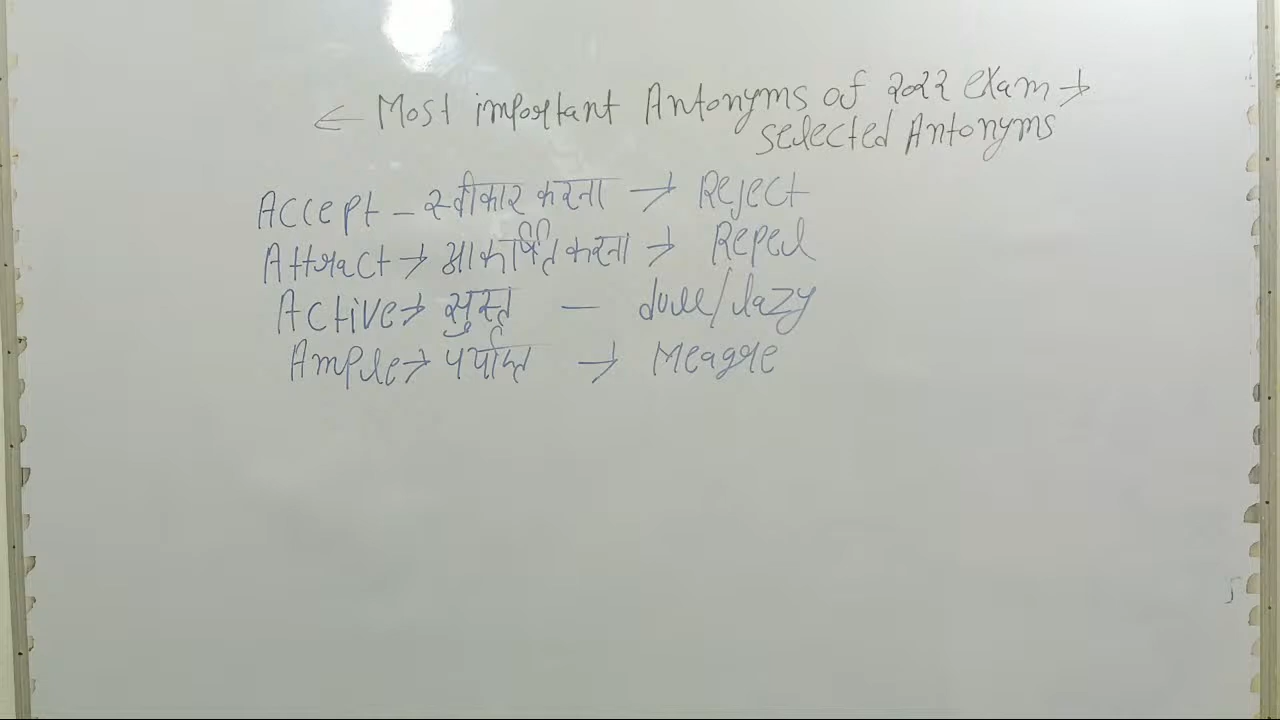 ← Most important Antonyms of २०२२ exam →
selected Antonyms
Accept – स्वीकार करना → Reject
Attract → आकर्षित करना → Repel
Active → सुस्त – dull/lazy
Ample → पर्याप्त → Meagre